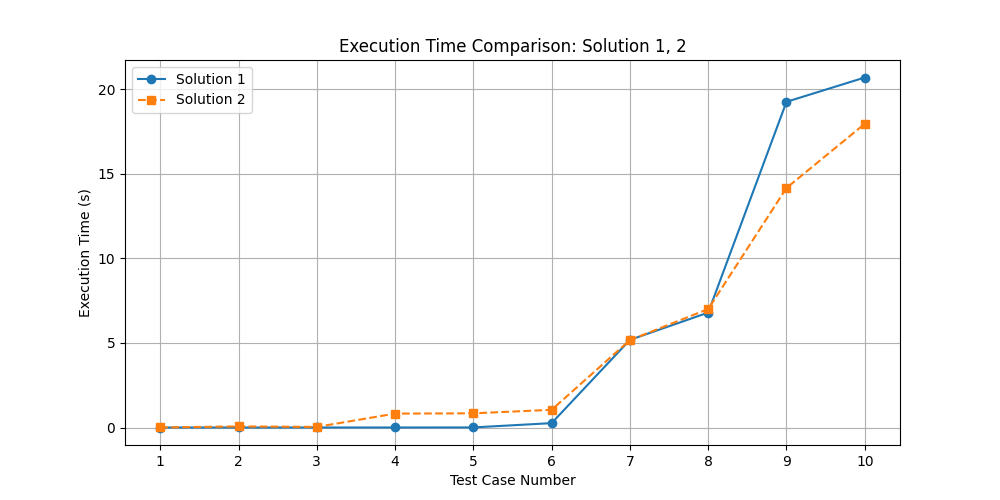 Execution Time Comparison: Solution 1, 2
Solution 1
Solution 2
Execution Time (s)
20
15
10
5
0
1 2 3 4 5 6 7 8 9 10
Test Case Number